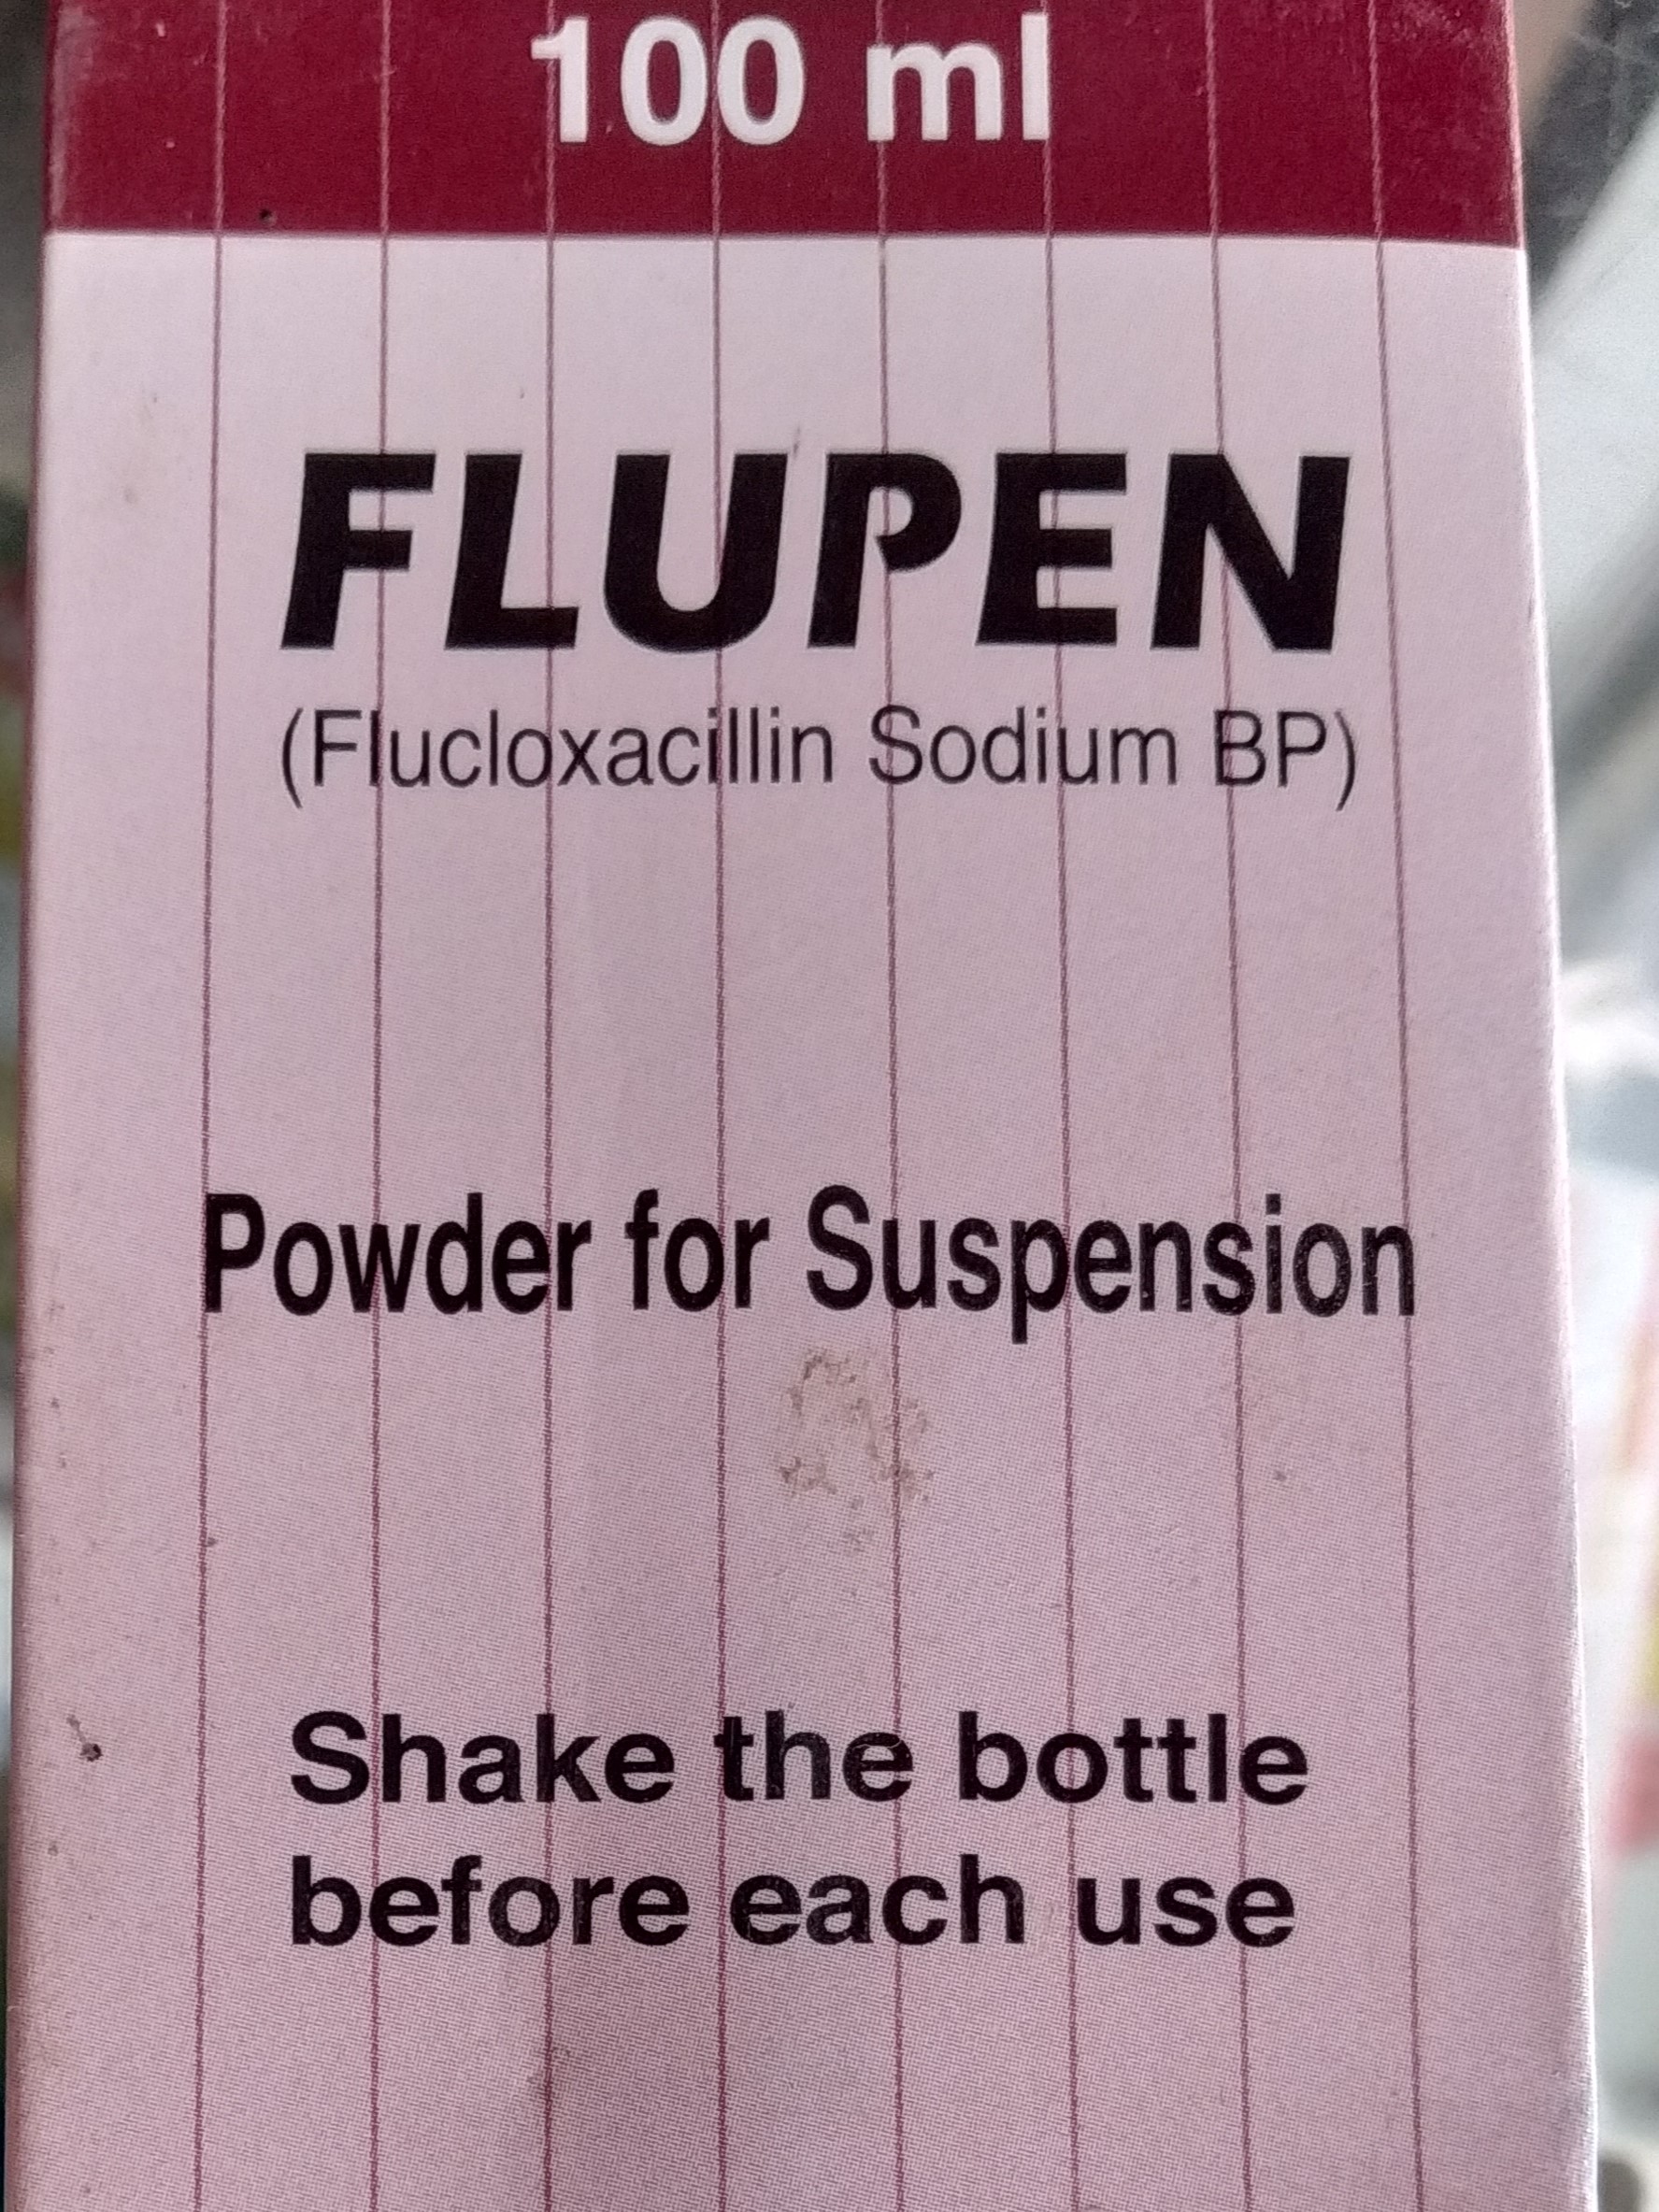 100 ml
FLUPEN
(Flucloxacillin Sodium BP)
Powder for Suspension
Shake the bottle
before each use